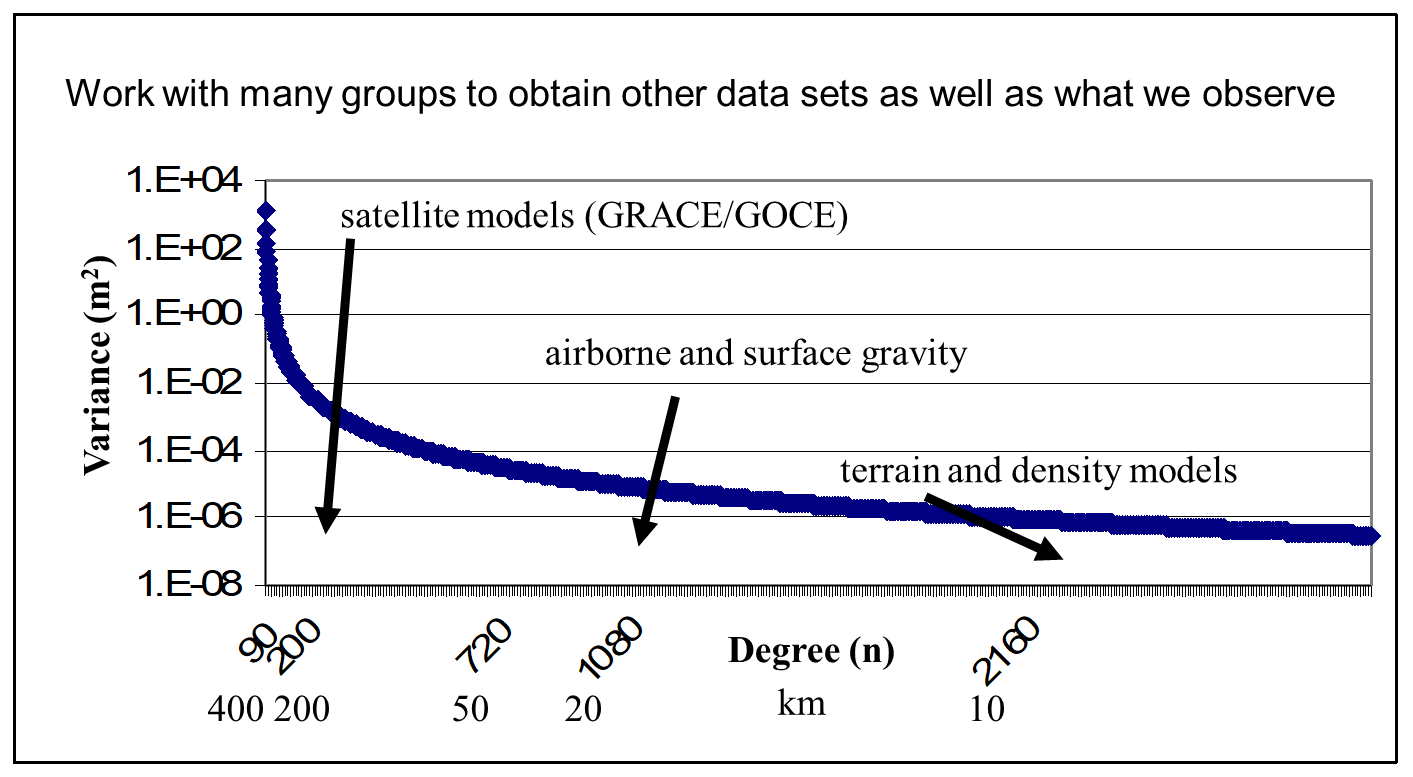 Work with many groups to obtain other data sets as well as what we observe
1.E+04
satellite models (GRACE/GOCE)
1.E+02
1.E+00
airborne and surface gravity
1.E-02
1.E-04
terrain and density models
1.E-06
1.E-08
Variance (m²)
90 200 720 1080 2160
Degree (n)
400 200 50 20 km 10